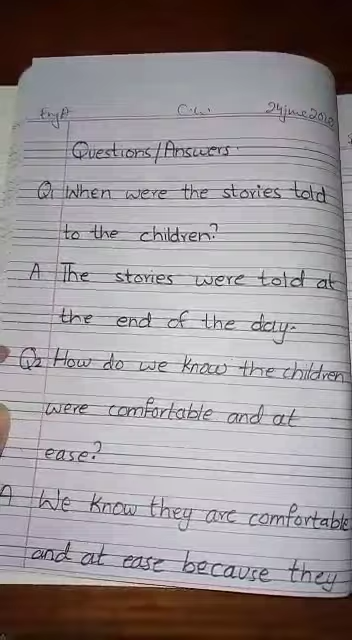 Eng A C.W. 24 june 2020
Questions/Answers.
Q1 When were the stories told
to the children?
A The stories were told at
the end of the day.
Q2 How do we know the children
were comfortable and at
ease?
A We know they are comfortable
and at ease because they